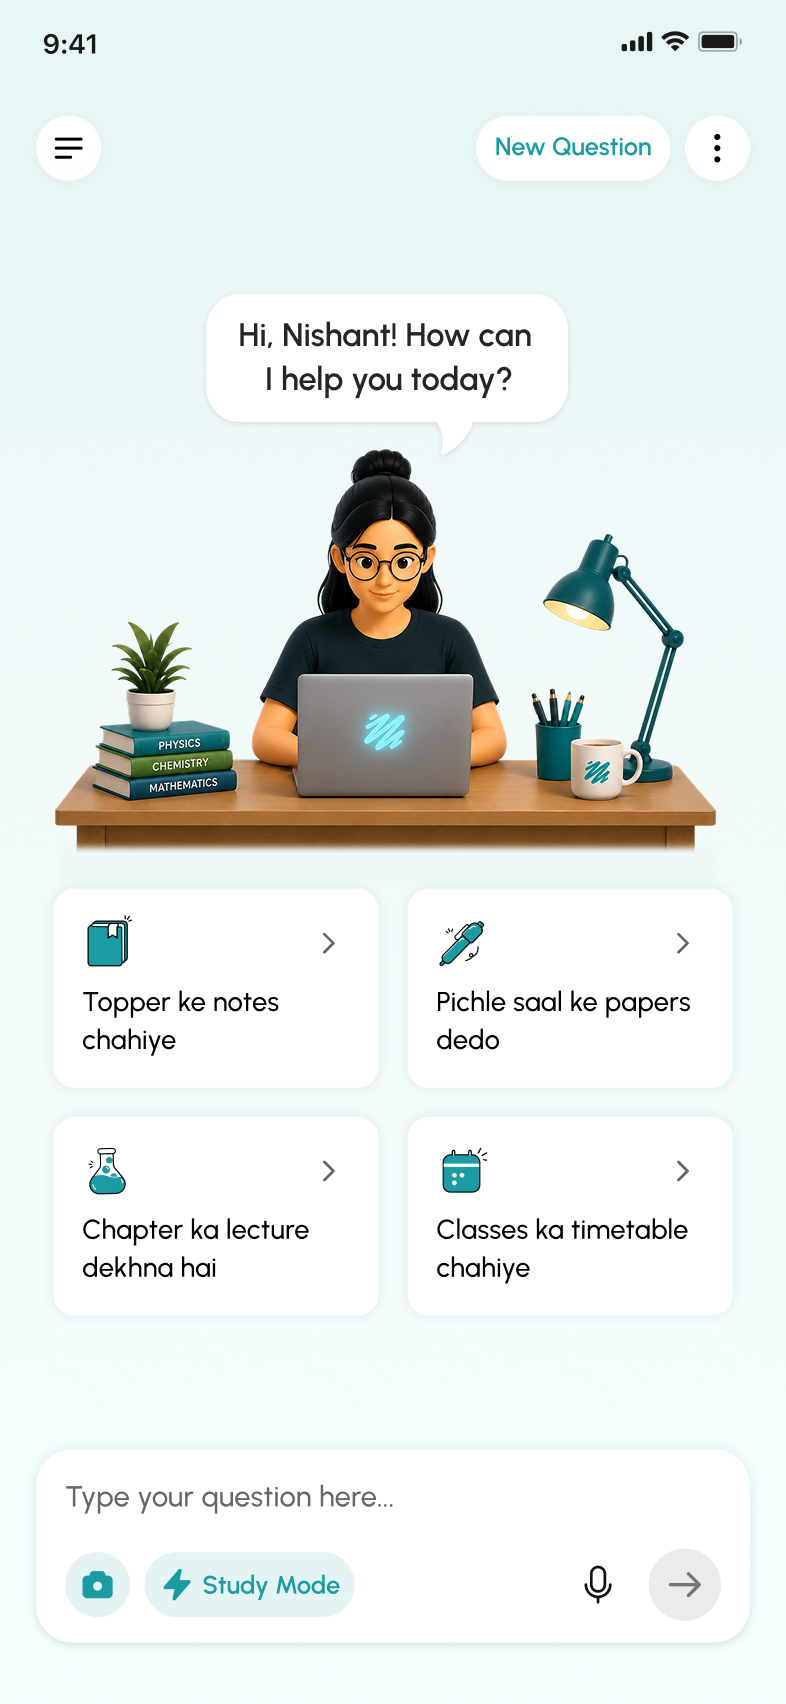 9:41
New Question
Hi, Nishant! How can
I help you today?
PHYSICS
CHEMISTRY
MATHEMATICS
Topper ke notes
chahiye
Pichle saal ke papers
dedo
Chapter ka lecture
dekhna hai
Classes ka timetable
chahiye
Type your question here...
Study Mode